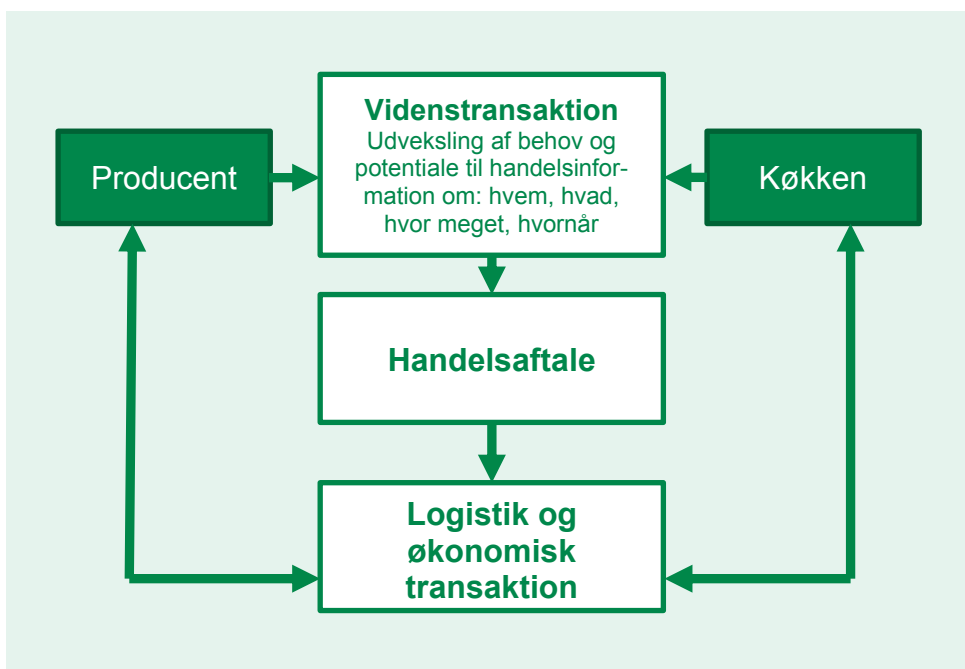 Producent
Videnstransaktion
Udveksling af behov og
potentiale til handelsinfor-
mation om: hvem, hvad,
hvor meget, hvornår
Køkken
Handelsaftale
Logistik og
økonomisk
transaktion